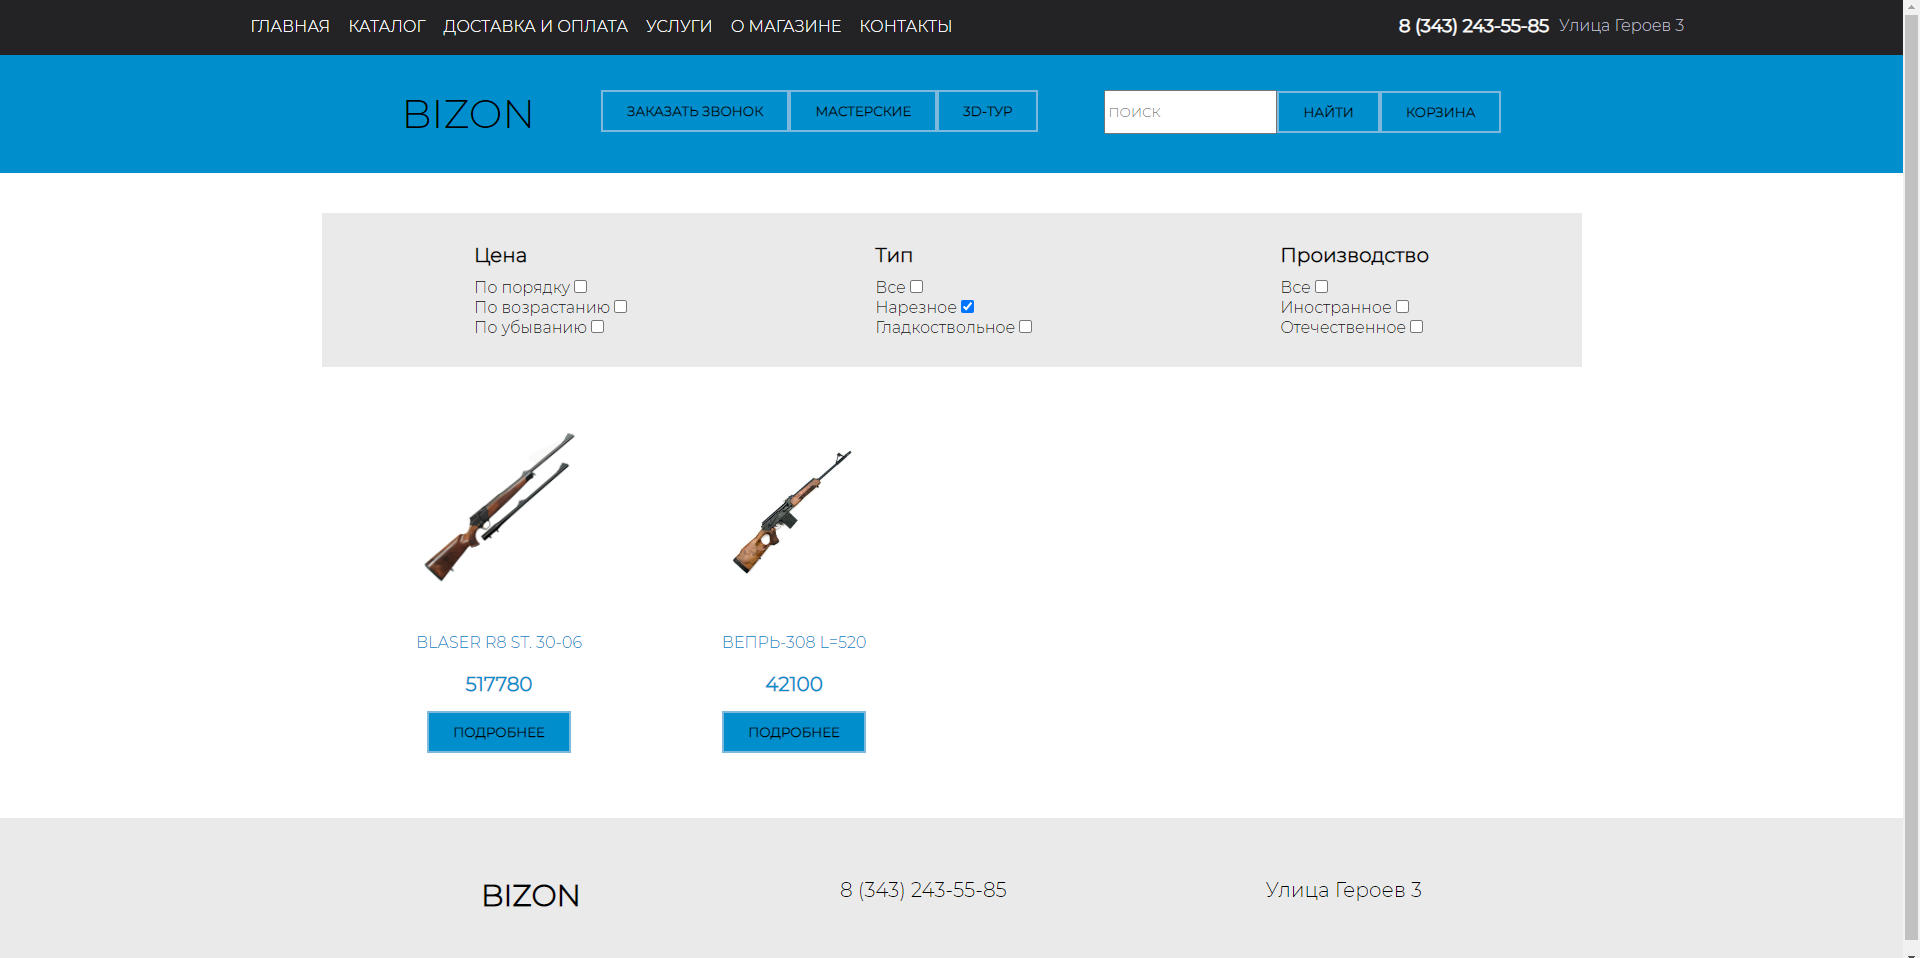 ГЛАВНАЯ КАТАЛОГ ДОСТАВКА И ОПЛАТА УСЛУГИ О МАГАЗИНЕ КОНТАКТЫ 8 (343) 243-55-85 Улица Героев 3
BIZON ЗАКАЗАТЬ ЗВОНОК МАСТЕРСКИЕ 3D-ТУР ПОИСК НАЙТИ КОРЗИНА
Цена
По порядку
По возрастанию
По убыванию
Тип
Все
Нарезное
Гладкоствольное
Производство
Все
Иностранное
Отечественное
BLASER R8 ST. 30-06
517780
ПОДРОБНЕЕ
ВЕПРЬ-308 L=520
42100
ПОДРОБНЕЕ
BIZON 8 (343) 243-55-85 Улица Героев 3